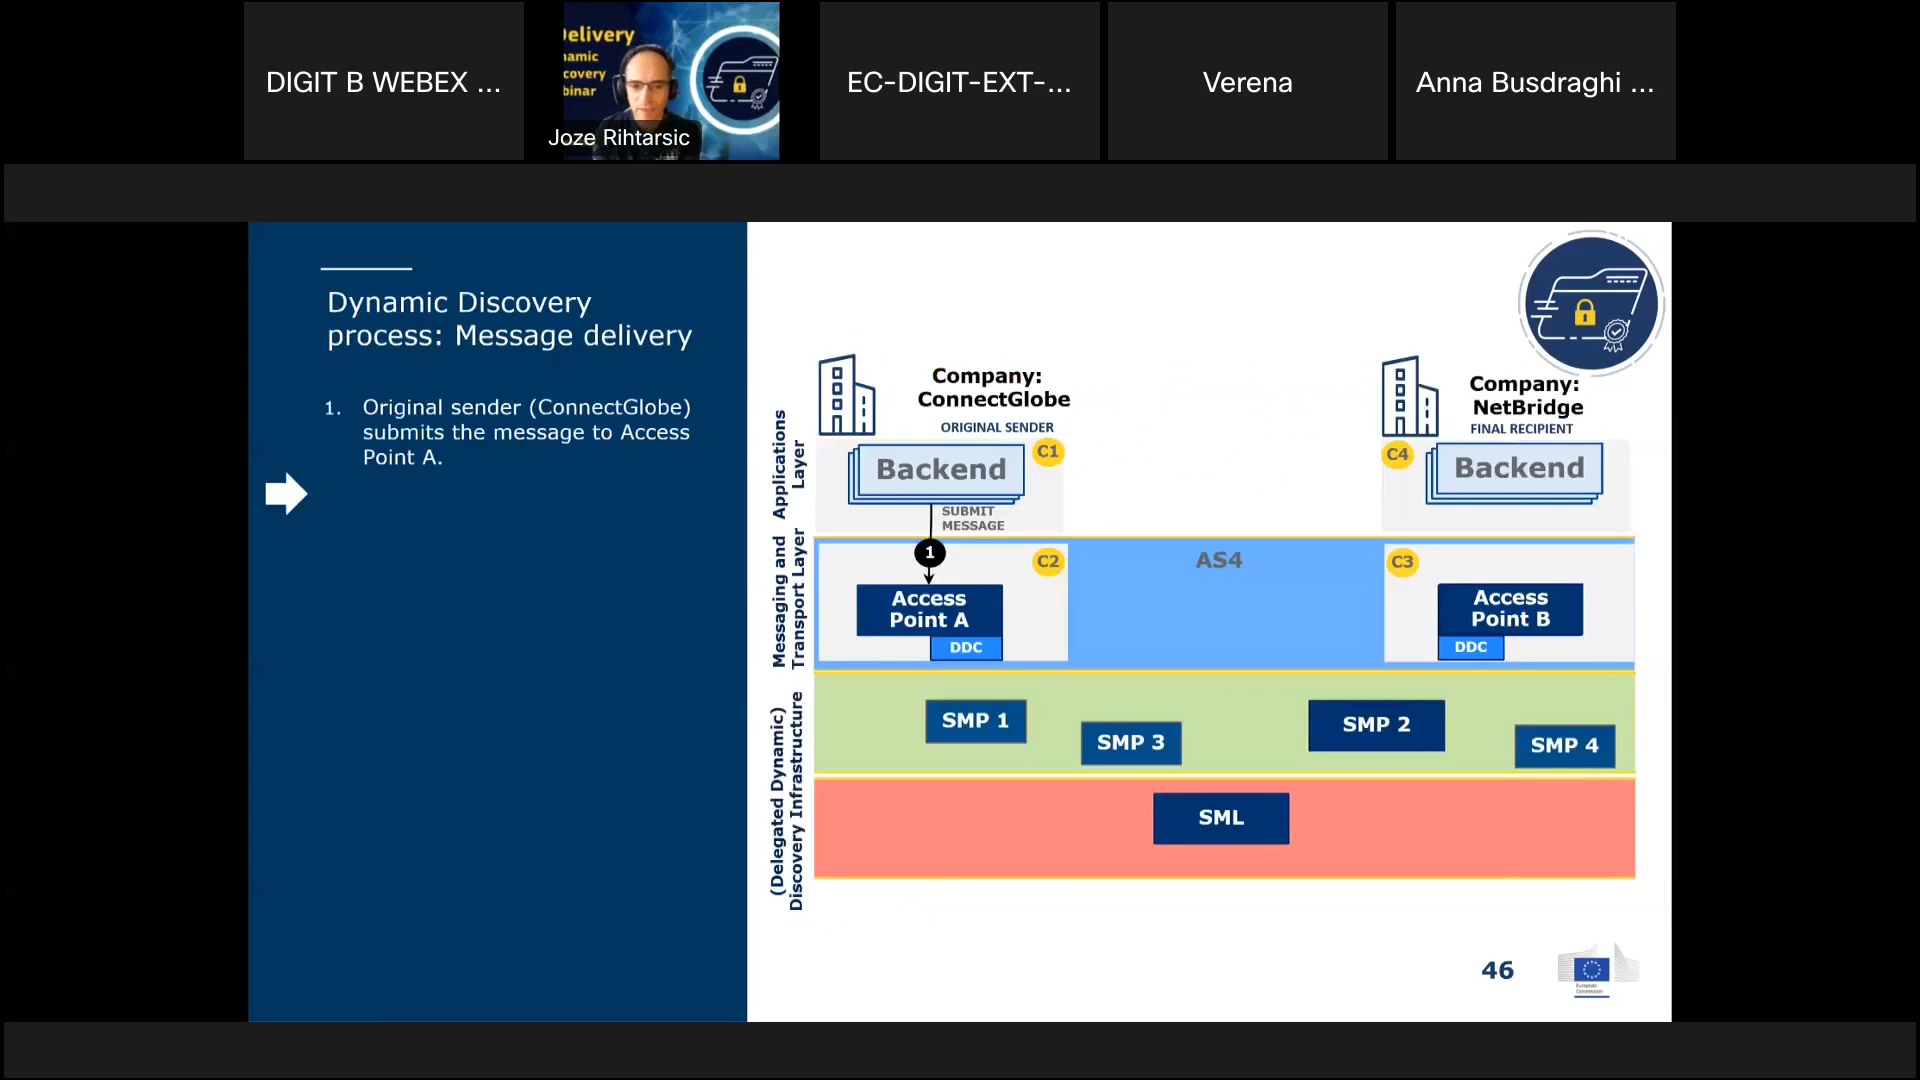 DIGIT B WEBEX ...
Delivery
namic
covery
binar
Joze Rihtarsic
EC-DIGIT-EXT-...
Verena
Anna Busdraghi ...
Dynamic Discovery
process: Message delivery
1. Original sender (ConnectGlobe)
submits the message to Access
Point A.
Company:
ConnectGlobe
ORIGINAL SENDER
Company:
NetBridge
FINAL RECIPIENT
Applications
Layer
Backend
C1
C4
Backend
SUBMIT
MESSAGE
Messaging and
Transport Layer
1
C2
AS4
C3
Access
Point A
DDC
Access
Point B
DDC
(Delegated Dynamic)
Discovery Infrastructure
SMP 1
SMP 3
SMP 2
SMP 4
SML
46
European
Commission